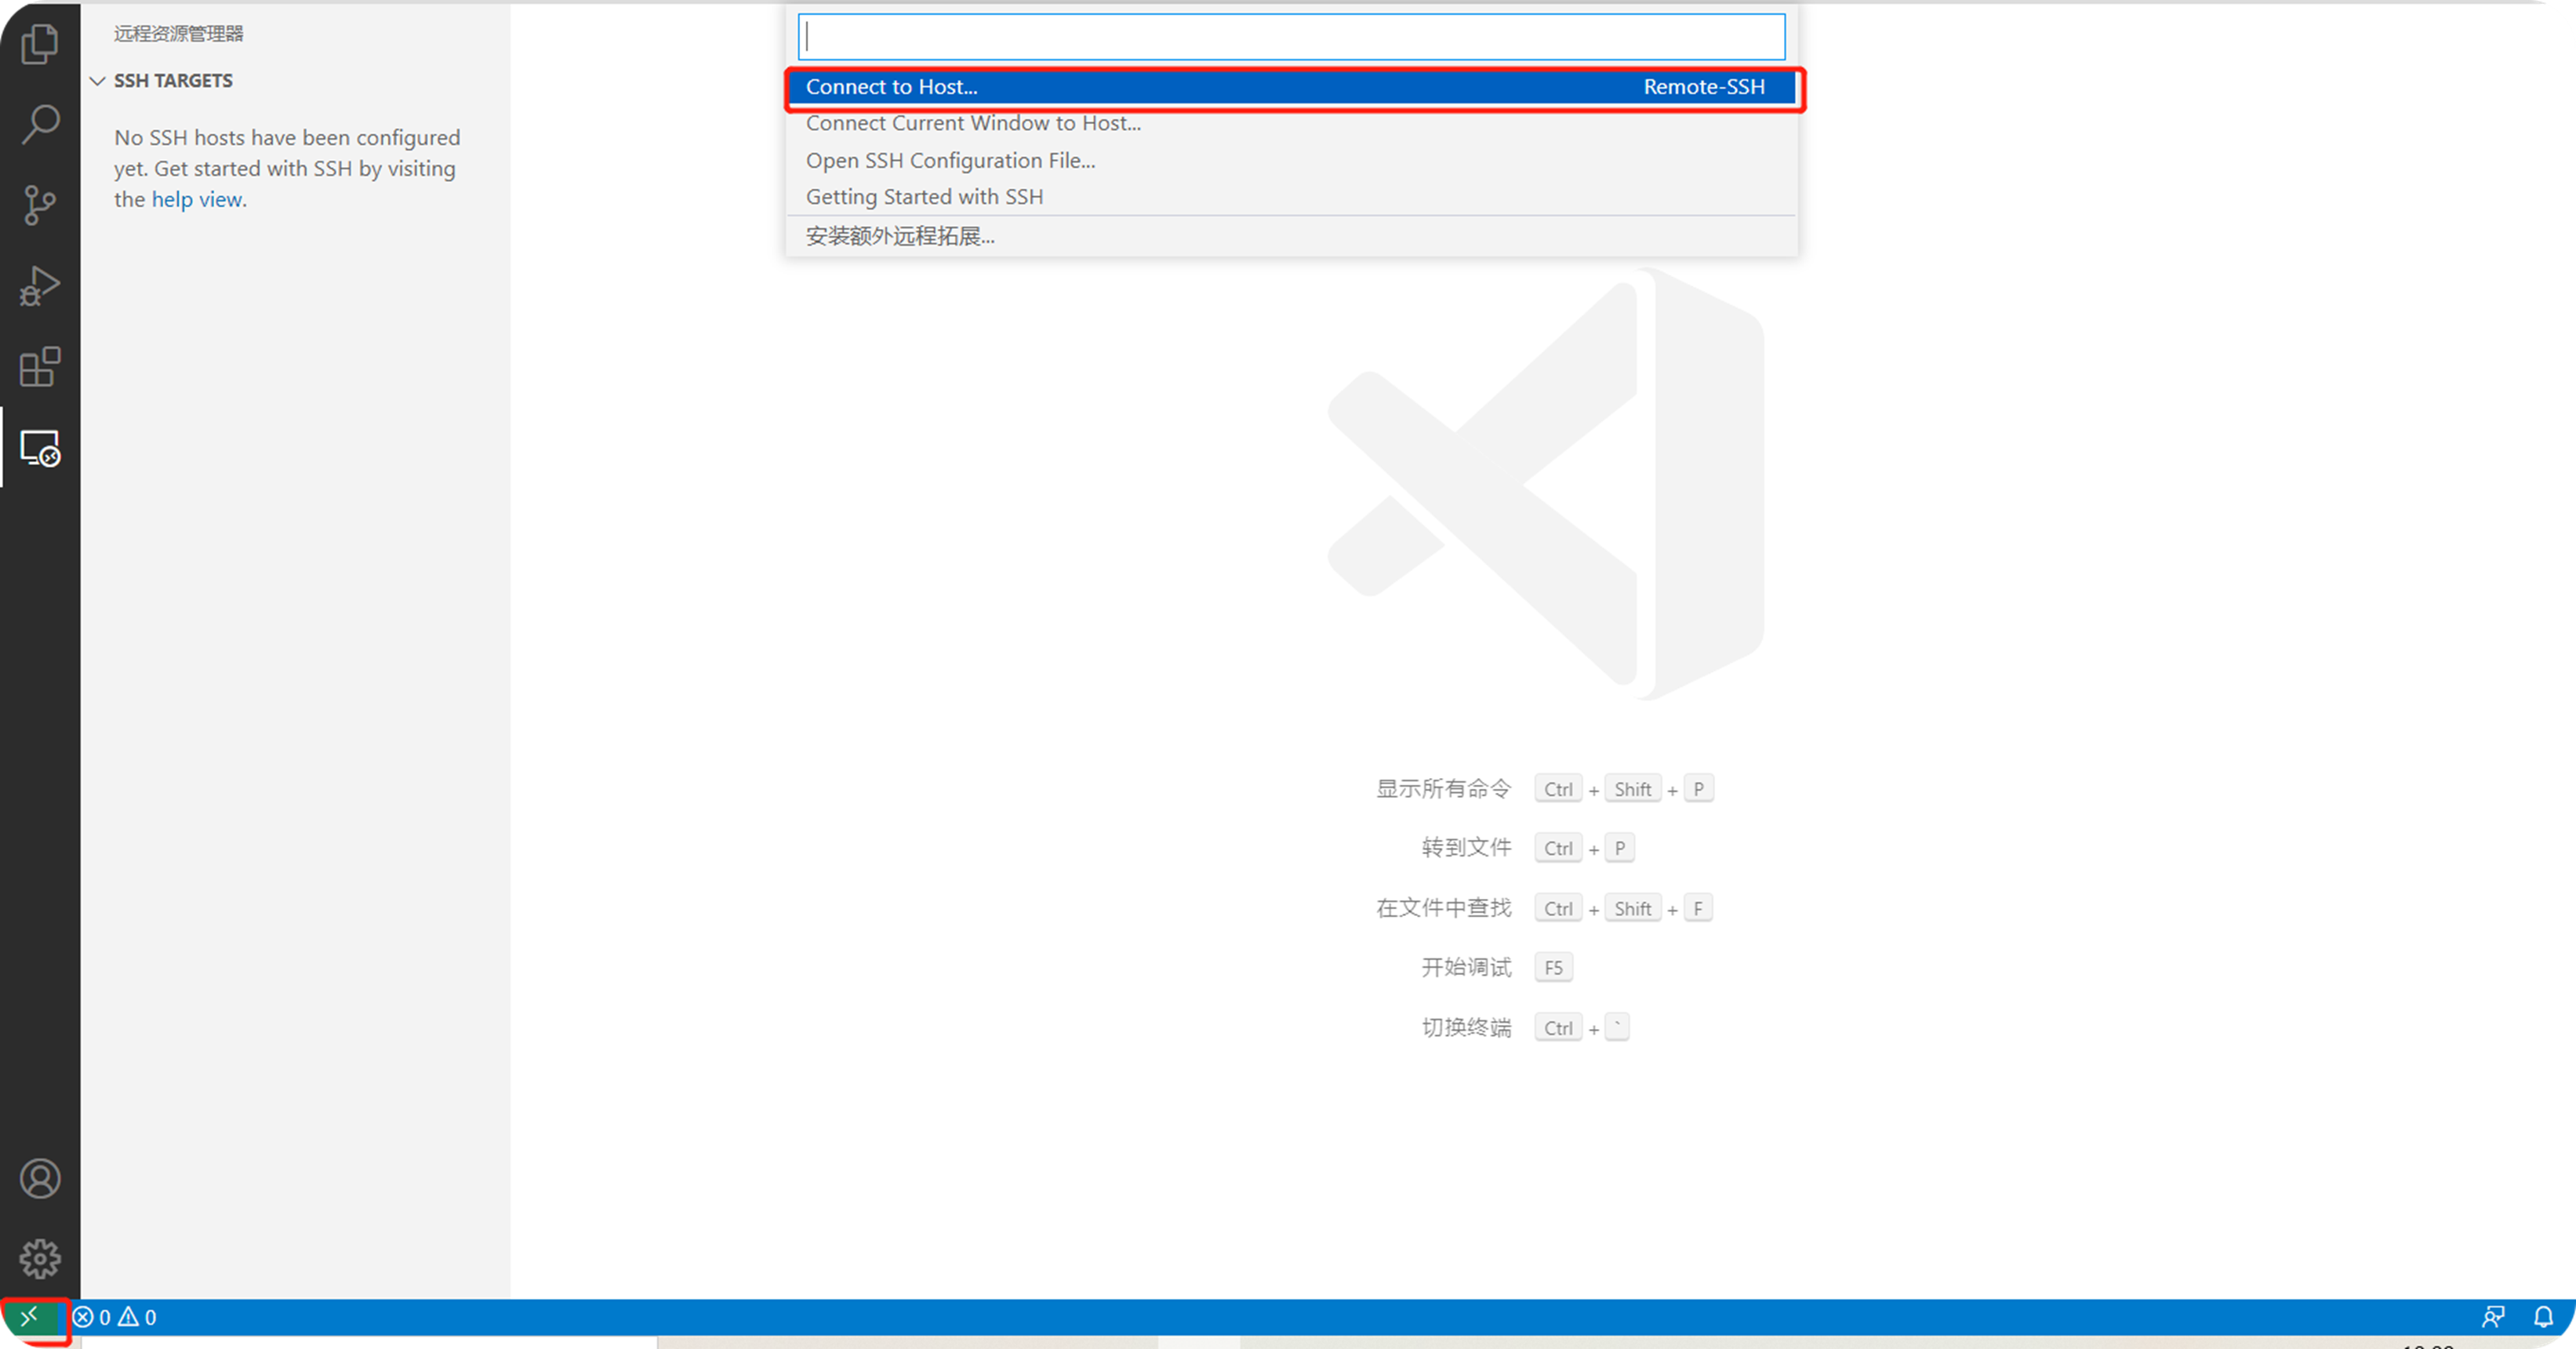 远程资源管理器
SSH TARGETS
No SSH hosts have been configured
yet. Get started with SSH by visiting
the help view.
Connect to Host... Remote-SSH
Connect Current Window to Host...
Open SSH Configuration File...
Getting Started with SSH
安装额外远程拓展...
显示所有命令 Ctrl + Shift + P
转到文件 Ctrl + P
在文件中查找 Ctrl + Shift + F
开始调试 F5
切换终端 Ctrl + `
0 0